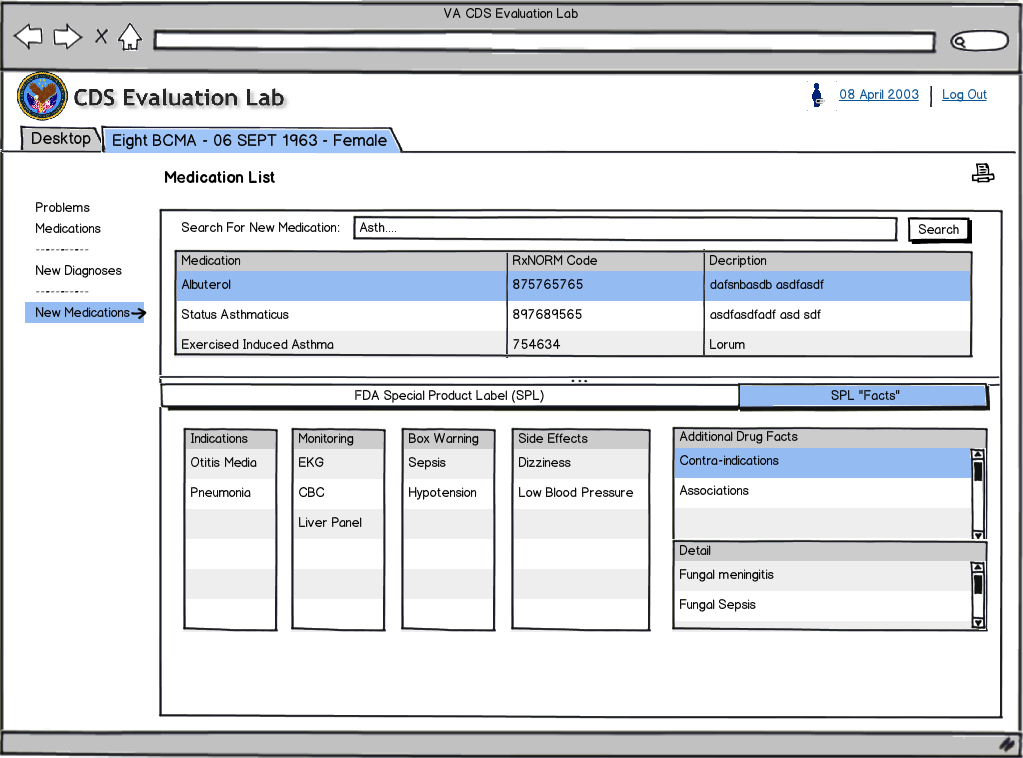 VA CDS Evaluation Lab
CDS Evaluation Lab
08 April 2003 | Log Out
Desktop
Eight BCMA - 06 SEPT 1963 - Female
Medication List
Problems
Medications
----------
New Diagnoses
----------
New Medications
Search For New Medication: Asth.... Search
Medication RxNORM Code Decription
Albuterol 875765765 dafsnbasdb asdfasdf
Status Asthmaticus 897689565 asdfasdfadf asd sdf
Exercised Induced Asthma 754634 Lorum
FDA Special Product Label (SPL) SPL "Facts"
Indications
Otitis Media
Pneumonia
Monitoring
EKG
CBC
Liver Panel
Box Warning
Sepsis
Hypotension
Side Effects
Dizziness
Low Blood Pressure
Additional Drug Facts
Contra-indications
Associations
Detail
Fungal meningitis
Fungal Sepsis